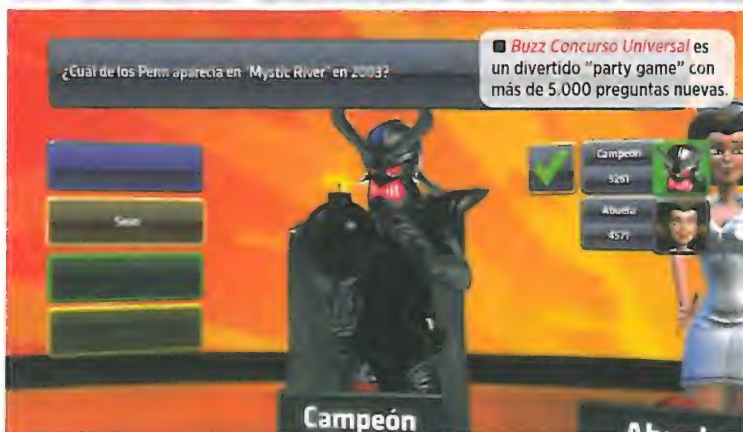 ¿Cuál de los Penn aparecía en 'Mystic River' en 2003?
Buzz Concurso Universal es
un divertido "party game" con
más de 5.000 preguntas nuevas.
Sean
Campeón
5261
Abuela
4571
Campeón